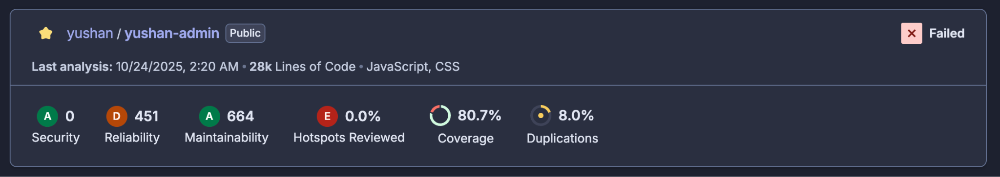 yushan / yushan-admin Public
× Failed
Last analysis: 10/24/2025, 2:20 AM • 28k Lines of Code • JavaScript, CSS
A 0
Security
D 451
Reliability
A 664
Maintainability
E 0.0%
Hotspots Reviewed
80.7%
Coverage
8.0%
Duplications